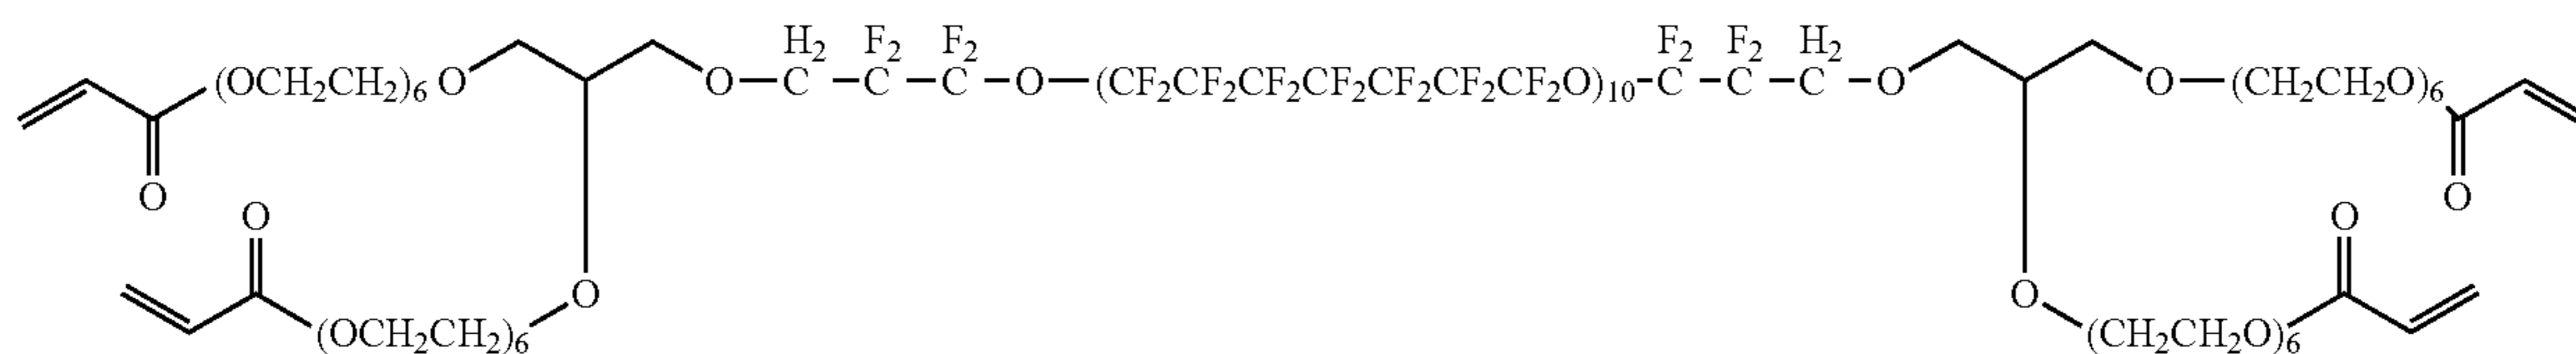 H₂ F₂ F₂ F₂ F₂ H₂
(OCH₂CH₂)₆ O O—C—C—C—O—(CF₂CF₂CF₂CF₂CF₂CF₂CF₂O)₁₀—C—C—C—O O—(CH₂CH₂O)₆
O O
O O
O O
(OCH₂CH₂)₆ (CH₂CH₂O)₆